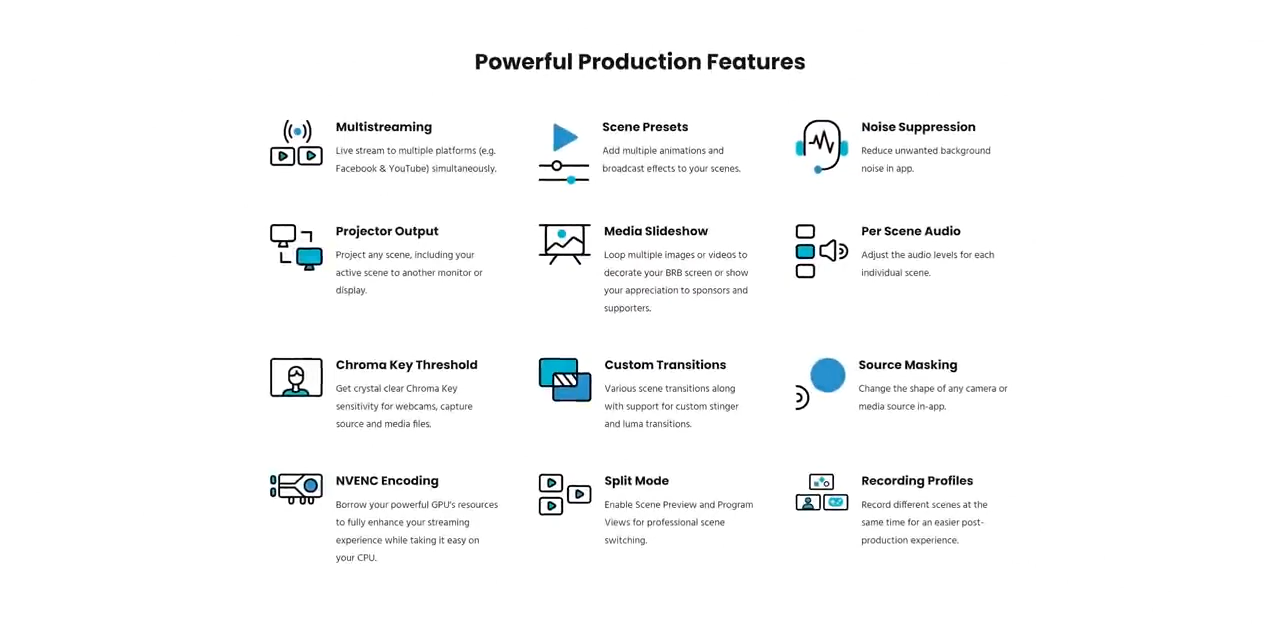 Powerful Production Features
Multistreaming
Live stream to multiple platforms (e.g.
Facebook & YouTube) simultaneously.
Scene Presets
Add multiple animations and
broadcast effects to your scenes.
Noise Suppression
Reduce unwanted background
noise in app.
Projector Output
Project any scene, including your
active scene to another monitor or
display.
Media Slideshow
Loop multiple images or videos to
decorate your BRB screen or show
your appreciation to sponsors and
supporters.
Per Scene Audio
Adjust the audio levels for each
individual scene.
Chroma Key Threshold
Get crystal clear Chroma Key
sensitivity for webcams, capture
source and media files.
Custom Transitions
Various scene transitions along
with support for custom stinger
and luma transitions.
Source Masking
Change the shape of any camera or
media source in-app.
NVENC Encoding
Borrow your powerful GPU's resources
to fully enhance your streaming
experience while taking it easy on
your CPU.
Split Mode
Enable Scene Preview and Program
Views for professional scene
switching.
Recording Profiles
Record different scenes at the
same time for an easier post-
production experience.